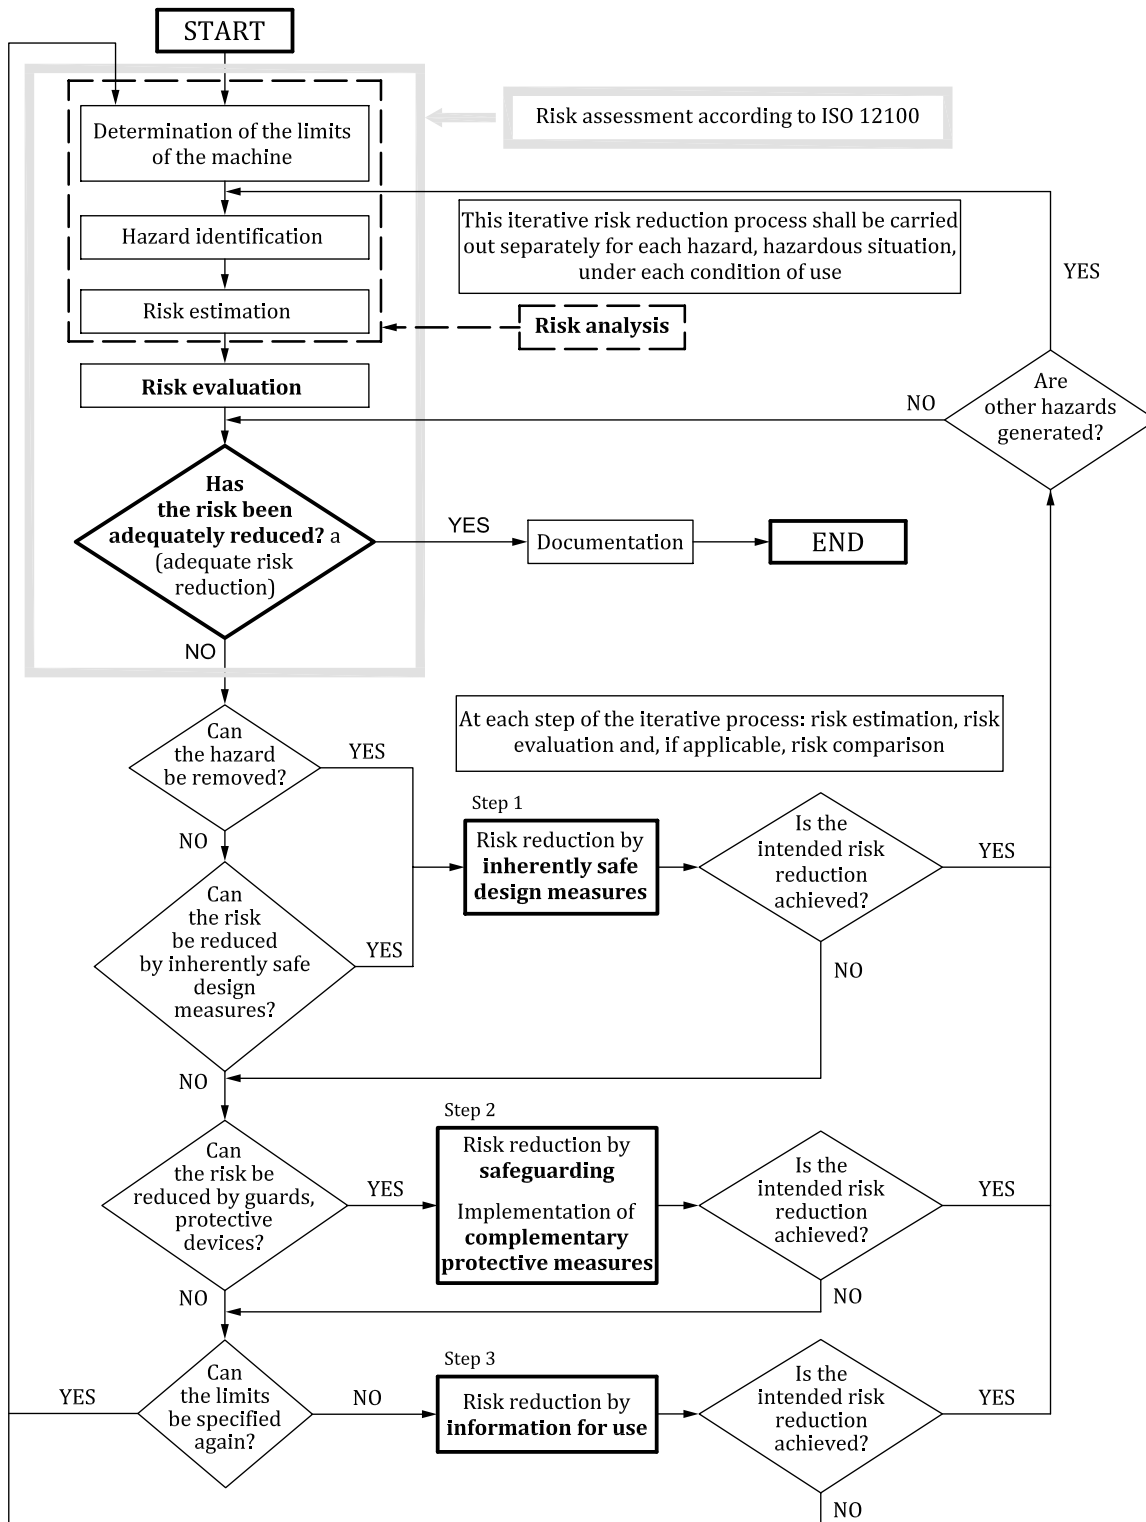 START
Risk assessment according to ISO 12100
Determination of the limits
of the machine
This iterative risk reduction process shall be carried
out separately for each hazard, hazardous situation,
under each condition of use
Hazard identification
YES
Risk estimation
Risk analysis
Risk evaluation
Are
other hazards
generated?
NO
Has
the risk been
adequately reduced? a
(adequate risk
reduction)
YES
Documentation
END
NO
At each step of the iterative process: risk estimation, risk
evaluation and, if applicable, risk comparison
Can
the hazard
be removed?
YES
NO
Step 1
Risk reduction by
inherently safe
design measures
Is the
intended risk
reduction
achieved?
YES
NO
Can
the risk
be reduced
by inherently safe
design
measures?
YES
NO
Step 2
Can
the risk be
reduced by guards,
protective
devices?
YES
Risk reduction by
safeguarding
Implementation of
complementary
protective measures
Is the
intended risk
reduction
achieved?
YES
NO
NO
Step 3
Can
the limits
be specified
again?
YES
NO
Risk reduction by
information for use
Is the
intended risk
reduction
achieved?
YES
NO